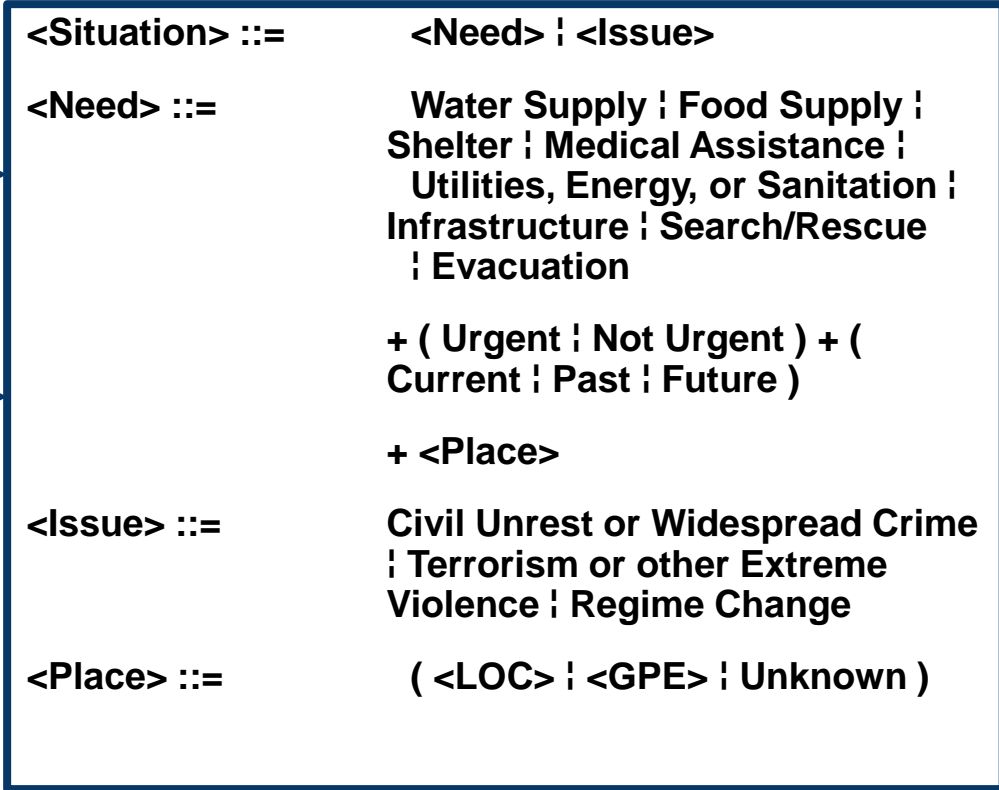 <Situation> ::= <Need> ¦ <Issue>
<Need> ::= Water Supply ¦ Food Supply ¦
Shelter ¦ Medical Assistance ¦
Utilities, Energy, or Sanitation ¦
Infrastructure ¦ Search/Rescue
¦ Evacuation
+ ( Urgent ¦ Not Urgent ) + (
Current ¦ Past ¦ Future )
+ <Place>
<Issue> ::= Civil Unrest or Widespread Crime
¦ Terrorism or other Extreme
Violence ¦ Regime Change
<Place> ::= ( <LOC> ¦ <GPE> ¦ Unknown )